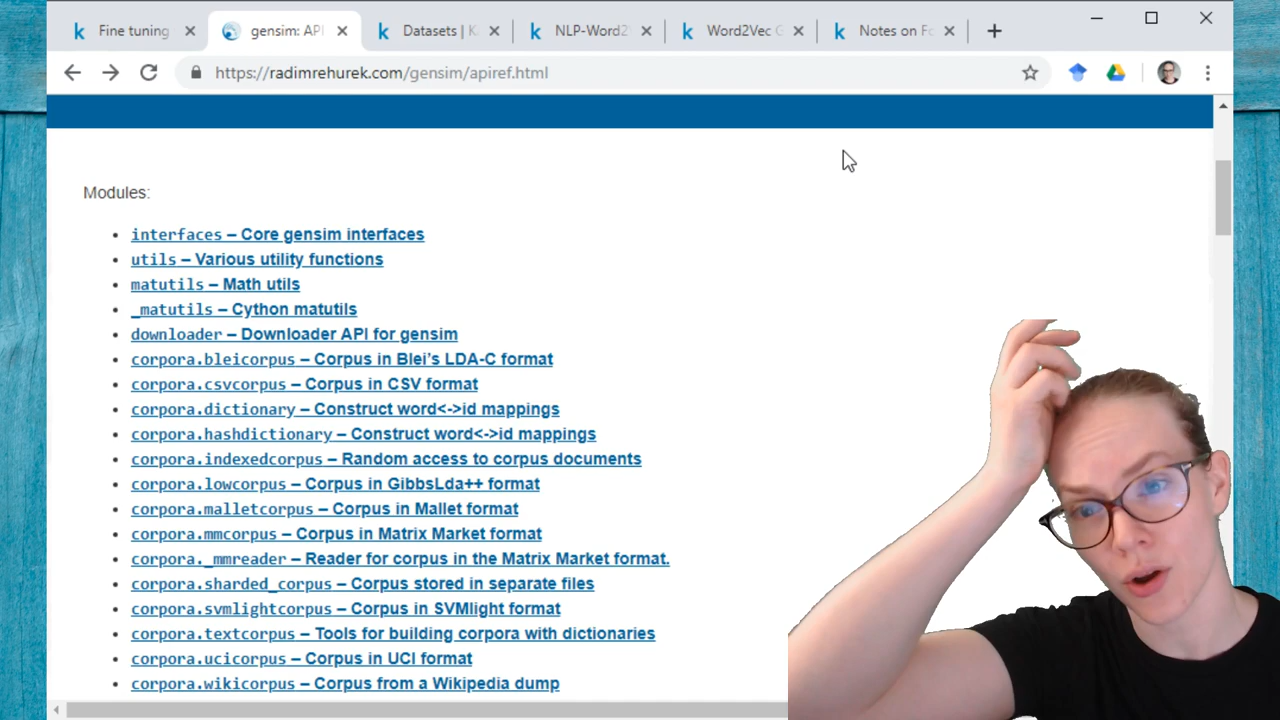 Fine tuning
gensim: API
Datasets | K
NLP-Word2V
Word2Vec G
Notes on Fo
https://radimrehurek.com/gensim/apiref.html
Modules:
interfaces – Core gensim interfaces
utils – Various utility functions
matutils – Math utils
_matutils – Cython matutils
downloader – Downloader API for gensim
corpora.bleicorpus – Corpus in Blei’s LDA-C format
corpora.csvcorpus – Corpus in CSV format
corpora.dictionary – Construct word<->id mappings
corpora.hashdictionary – Construct word<->id mappings
corpora.indexedcorpus – Random access to corpus documents
corpora.lowcorpus – Corpus in GibbsLda++ format
corpora.malletcorpus – Corpus in Mallet format
corpora.mmcorpus – Corpus in Matrix Market format
corpora._mmreader – Reader for corpus in the Matrix Market format.
corpora.sharded_corpus – Corpus stored in separate files
corpora.svmlightcorpus – Corpus in SVMlight format
corpora.textcorpus – Tools for building corpora with dictionaries
corpora.ucicorpus – Corpus in UCI format
corpora.wikicorpus – Corpus from a Wikipedia dump